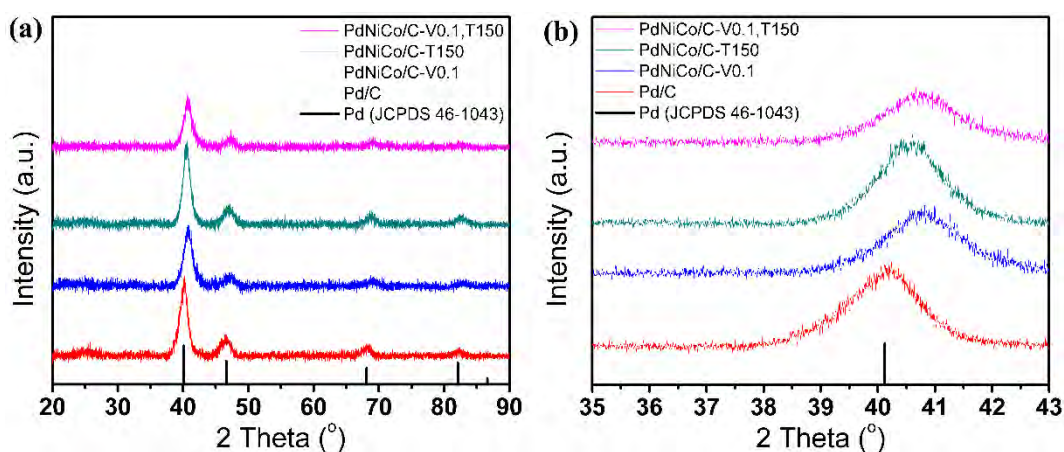 (a)
PdNiCo/C-V0.1,T150
PdNiCo/C-T150
PdNiCo/C-V0.1
Pd/C
Pd (JCPDS 46-1043)
Intensity (a.u.)
20 30 40 50 60 70 80 90
2 Theta (°)
(b)
PdNiCo/C-V0.1,T150
PdNiCo/C-T150
PdNiCo/C-V0.1
Pd/C
Pd (JCPDS 46-1043)
Intensity (a.u.)
35 36 37 38 39 40 41 42 43
2 Theta (°)